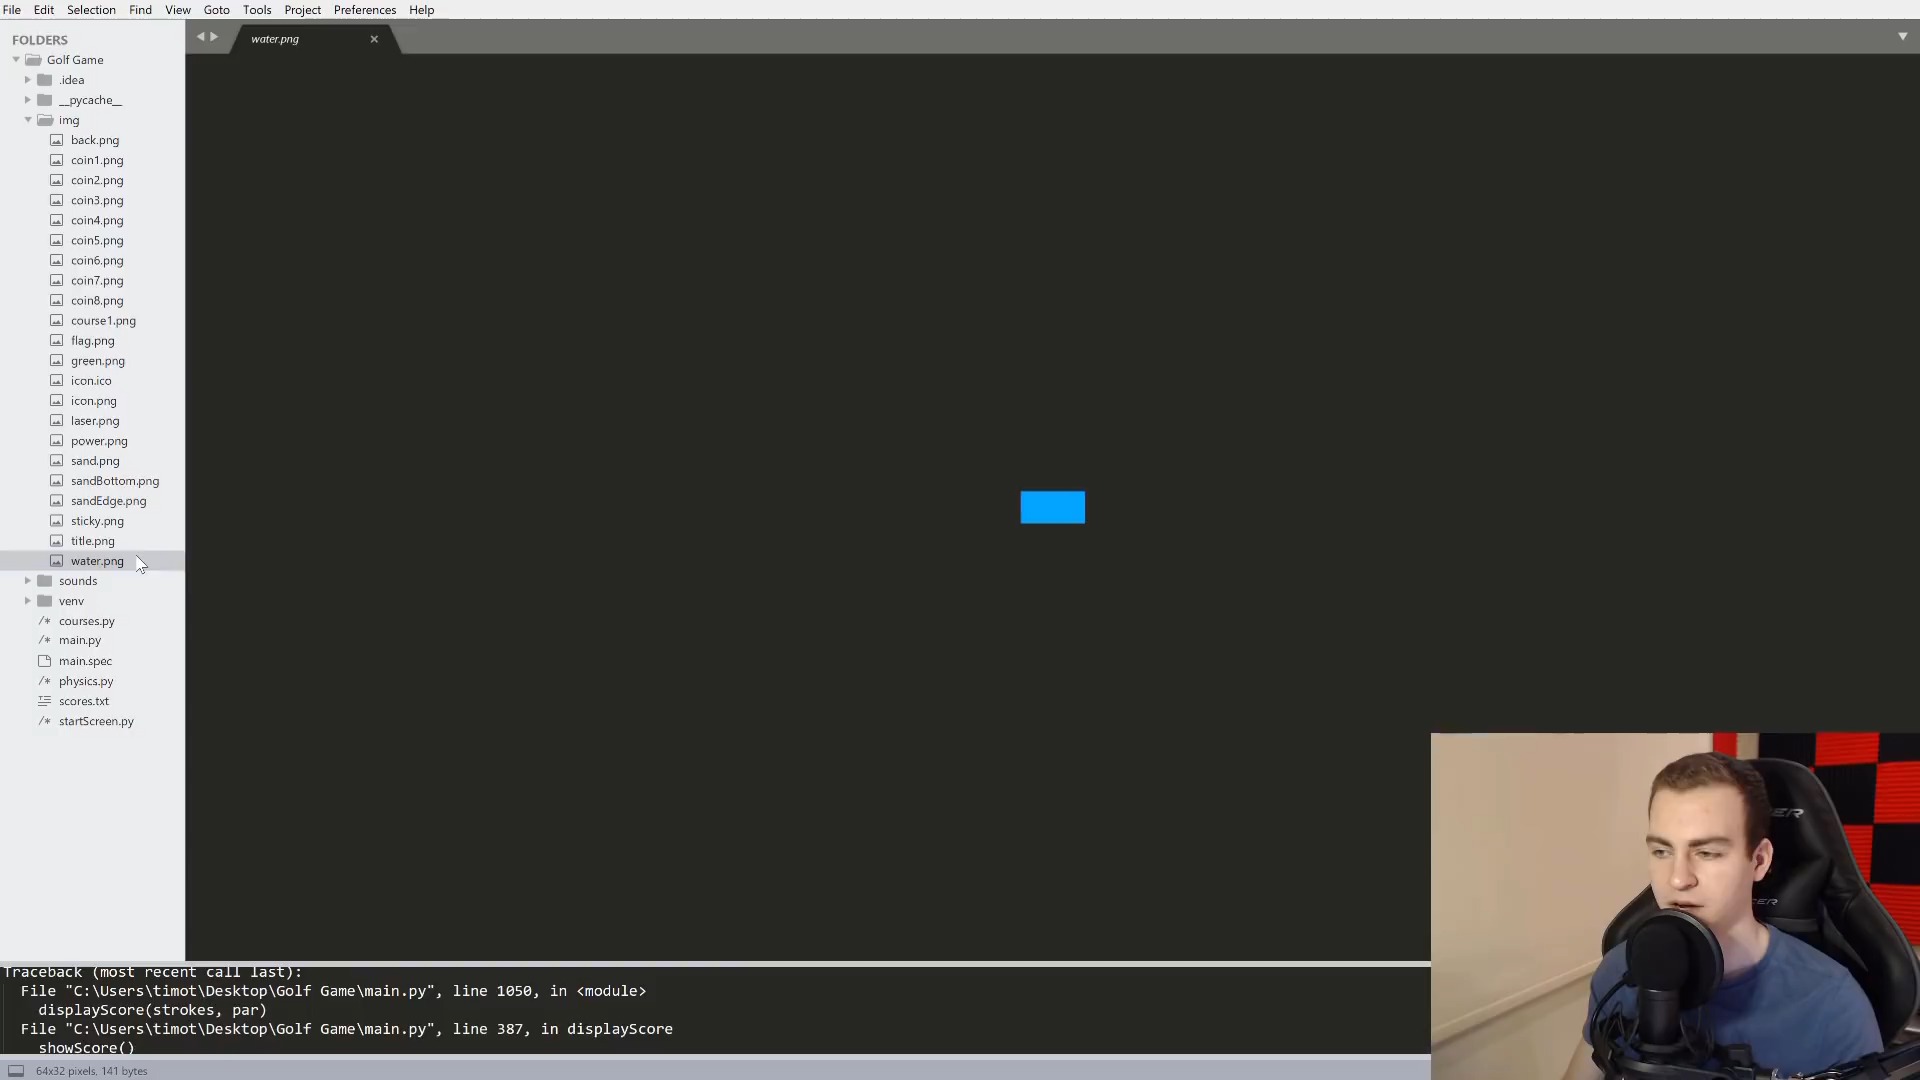 File Edit Selection Find View Goto Tools Project Preferences Help
FOLDERS
Golf Game
.idea
__pycache__
img
back.png
coin1.png
coin2.png
coin3.png
coin4.png
coin5.png
coin6.png
coin7.png
coin8.png
course1.png
flag.png
green.png
icon.ico
icon.png
laser.png
power.png
sand.png
sandBottom.png
sandEdge.png
sticky.png
title.png
water.png
sounds
venv
/* courses.py
/* main.py
main.spec
/* physics.py
scores.txt
/* startScreen.py
water.png
Traceback (most recent call last):
File "C:\Users\timot\Desktop\Golf Game\main.py", line 1050, in <module>
displayScore(strokes, par)
File "C:\Users\timot\Desktop\Golf Game\main.py", line 387, in displayScore
showScore()
64x32 pixels, 141 bytes